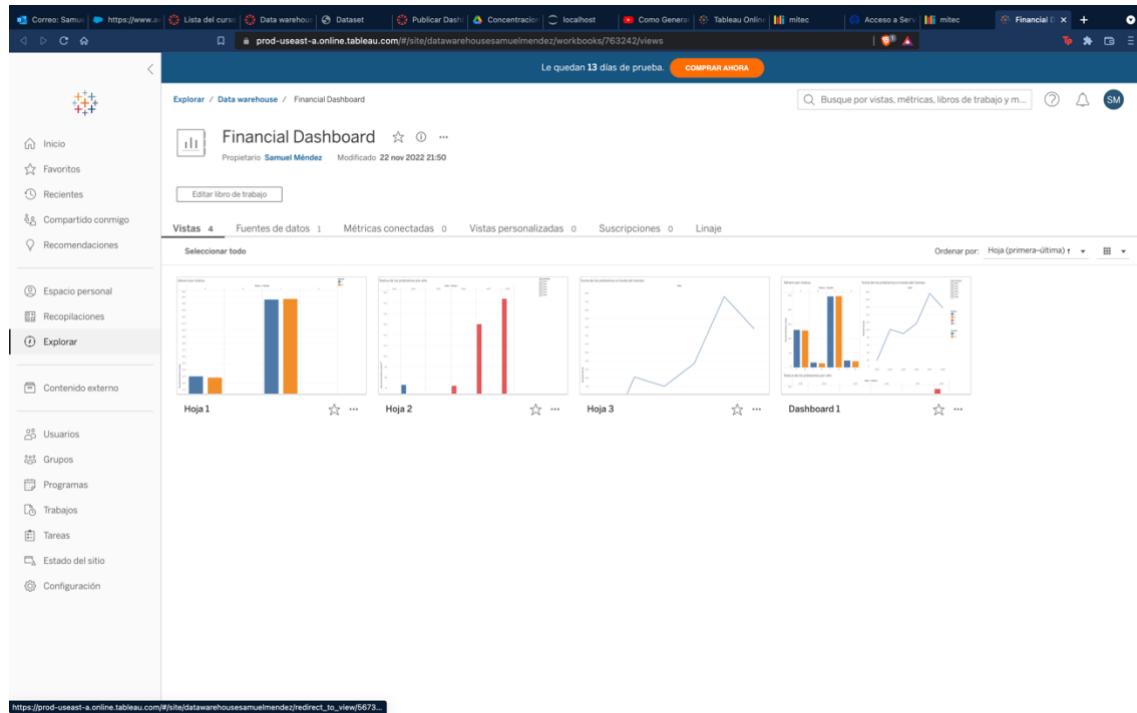 Correo: Samu
https://www.a
Lista del curs
Data warehou
Dataset
Publicar Dash
Concentracion
localhost
Como Genera
Tableau Onlin
mitec
Acceso a Serv
mitec
Financial D
prod-useast-a.online.tableau.com/#/site/datawarehousesamuelmendez/workbooks/763242/views
Le quedan 13 días de prueba.
COMPRAR AHORA
Explorar / Data warehouse / Financial Dashboard
Busque por vistas, métricas, libros de trabajo y m...
SM
Financial Dashboard
Propietario Samuel Méndez Modificado 22 nov 2022 21:50
Editar libro de trabajo
Vistas 4
Fuentes de datos 1
Métricas conectadas 0
Vistas personalizadas 0
Suscripciones 0
Linaje
Seleccionar todo
Ordenar por: Hoja (primera-última)
Inicio
Favoritos
Recientes
Compartido conmigo
Recomendaciones
Espacio personal
Recopilaciones
Explorar
Contenido externo
Usuarios
Grupos
Programas
Trabajos
Tareas
Estado del sitio
Configuración
Hoja 1
Hoja 2
Hoja 3
Dashboard 1
https://prod-useast-a.online.tableau.com/#/site/datawarehousesamuelmendez/redirect_to_view/5673...